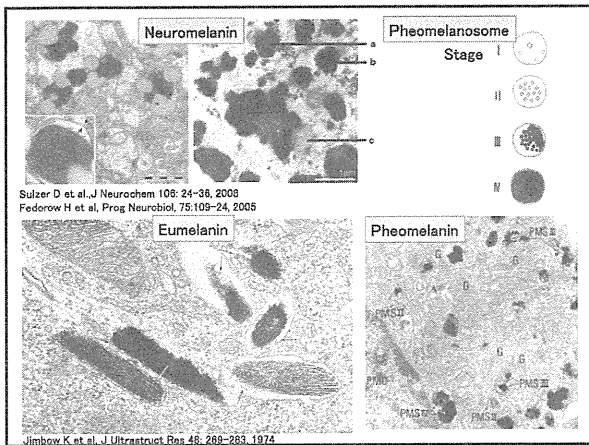 Neuromelanin
Pheomelanosome
Stage
I
II
III
IV
a
b
c
1µm
Sulzer D et al.,J Neurochem 106: 24-36, 2008
Fedorow H et al, Prog Neurobiol, 75:109-24, 2005
Eumelanin
Pheomelanin
PMS III
G
G
G
G
PMS II
G
G
PMS III
PMS IV
PMS II
Jimbow K et al, J Ultrastruct Res 48: 269-283, 1974